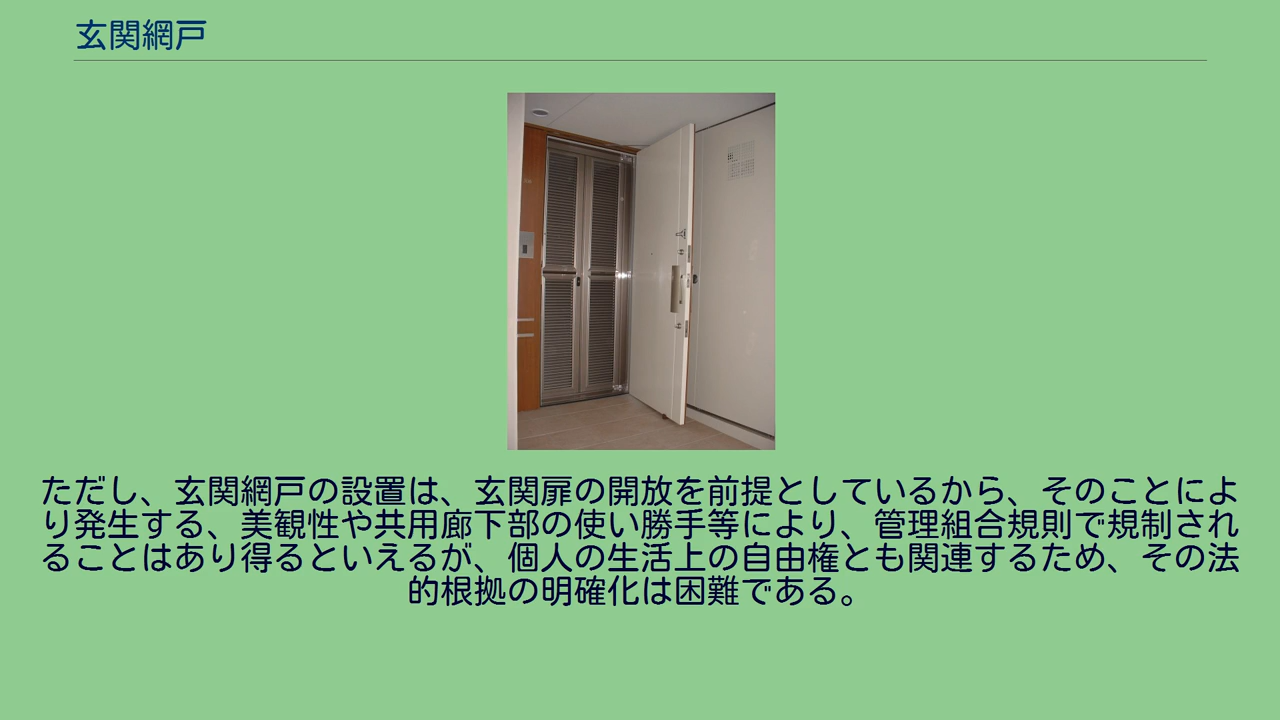 玄関網戸
ただし、玄関網戸の設置は、玄関扉の開放を前提としているから、そのことによ
り発生する、美観性や共用廊下部の使い勝手等により、管理組合規則で規制され
ることはあり得るといえるが、個人の生活上の自由権とも関連するため、その法
的根拠の明確化は困難である。